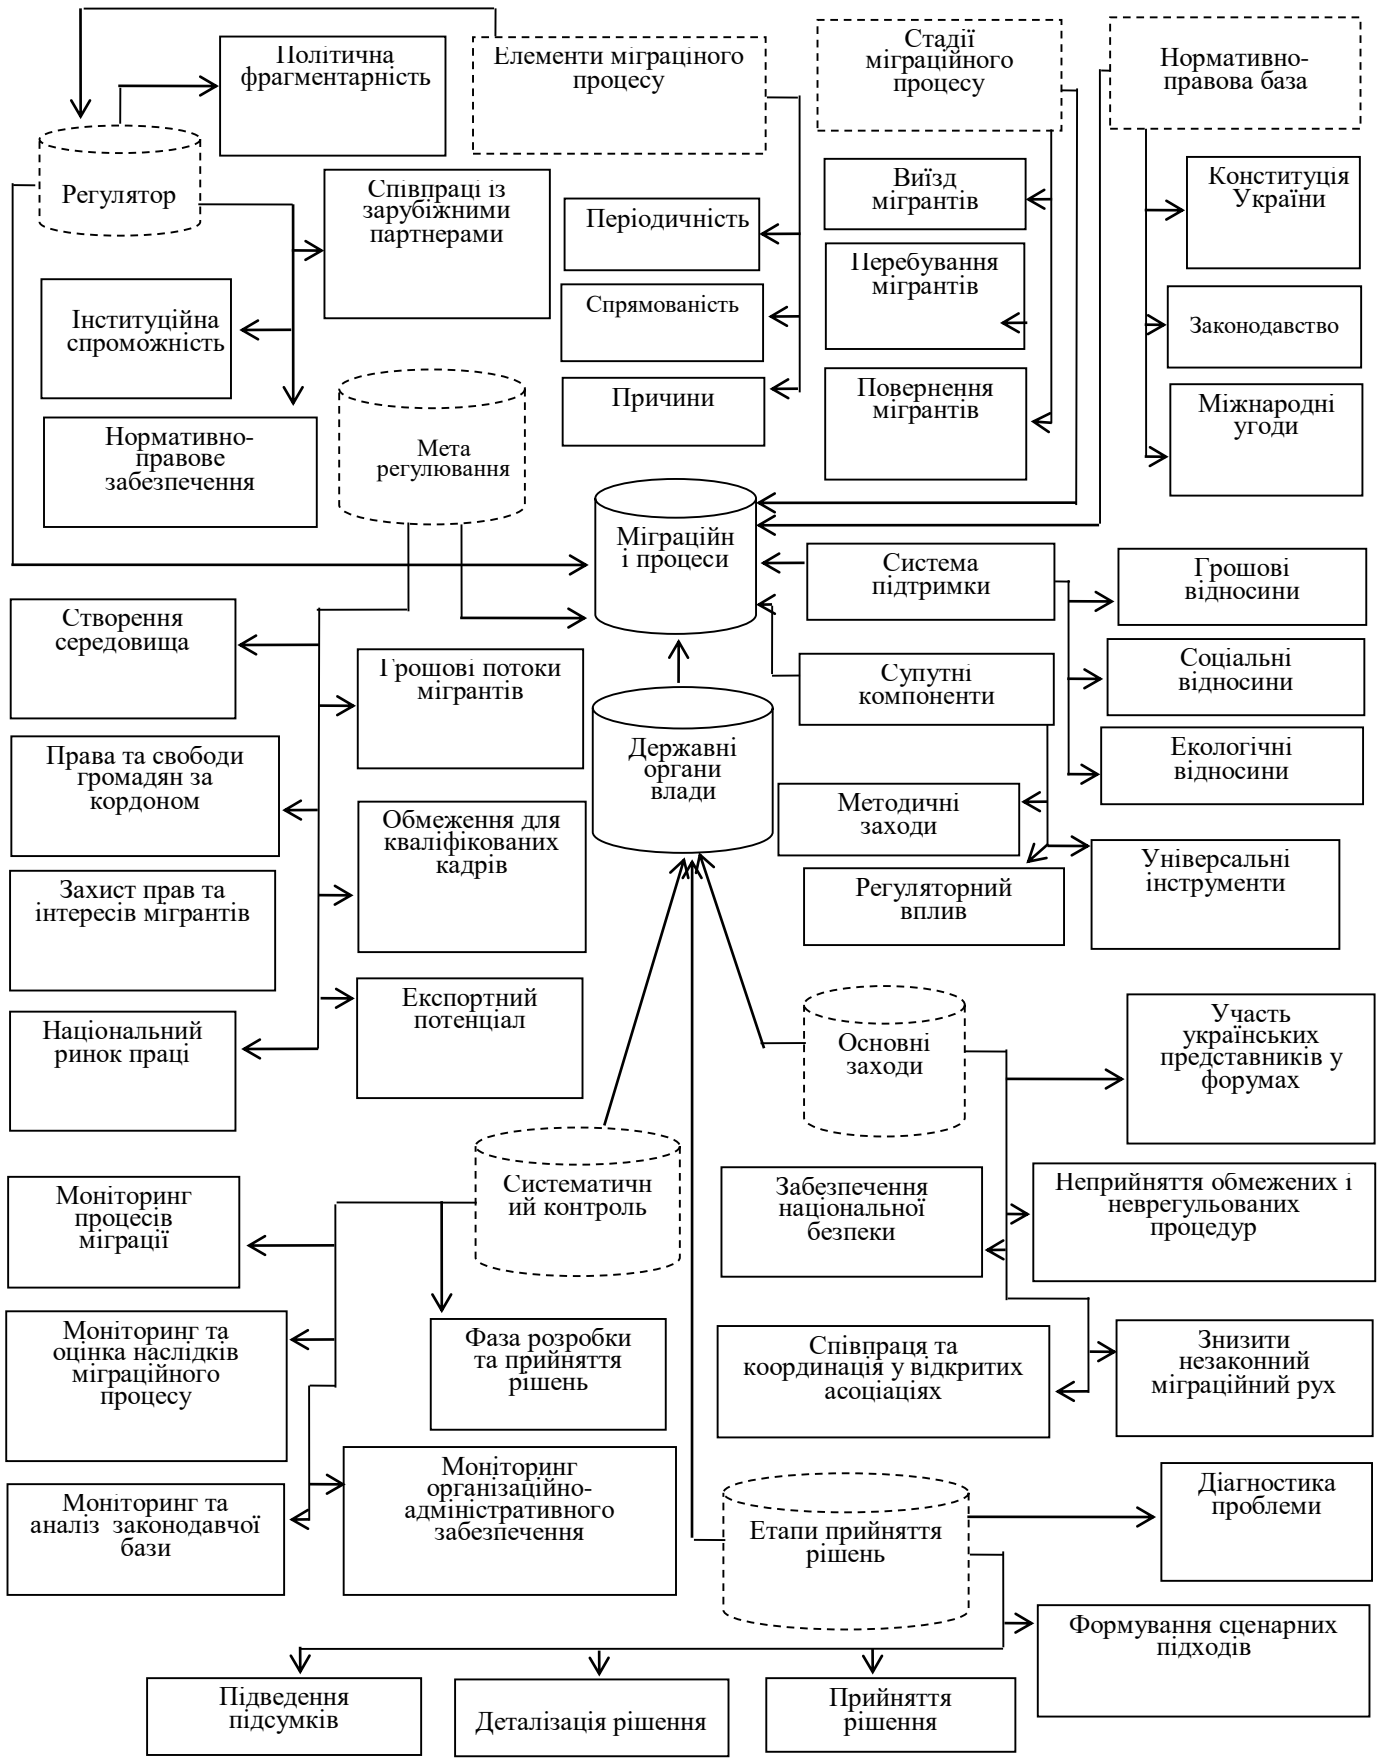 Політична
фрагментарність
Елементи міграціного
процесу
Стадії
міграційного
процесу
Нормативно-
правова база
Регулятор
Співпраці із
зарубіжними
партнерами
Періодичність
Виїзд
мігрантів
Конституція
України
Перебування
мігрантів
Інституційна
спроможність
Спрямованість
Законодавство
Причини
Повернення
мігрантів
Міжнародні
угоди
Нормативно-
правове
забезпечення
Мета
регулювання
Міграційн
і процеси
Система
підтримки
Грошові
відносини
Створення
середовища
Грошові потоки
мігрантів
Супутні
компоненти
Соціальні
відносини
Права та свободи
громадян за
кордоном
Державні
органи
влади
Екологічні
відносини
Обмеження для
кваліфікованих
кадрів
Методичні
заходи
Захист прав та
інтересів мігрантів
Регуляторний
вплив
Універсальні
інструменти
Національний
ринок праці
Експортний
потенціал
Основні
заходи
Участь
українських
представників у
форумах
Моніторинг
процесів
міграції
Систематичн
ий контроль
Забезпечення
національної
безпеки
Неприйняття обмежених і
неврегульованих
процедур
Моніторинг та
оцінка наслідків
міграційного
процесу
Фаза розробки
та прийняття
рішень
Співпраця та
координація у відкритих
асоціаціях
Знизити
незаконний
міграційний рух
Моніторинг та
аналіз законодавчої
бази
Моніторинг
організаційно-
адміністративного
забезпечення
Етапи прийняття
рішень
Діагностика
проблеми
Формування сценарних
підходів
Підведення
підсумків
Деталізація рішення
Прийняття
рішення